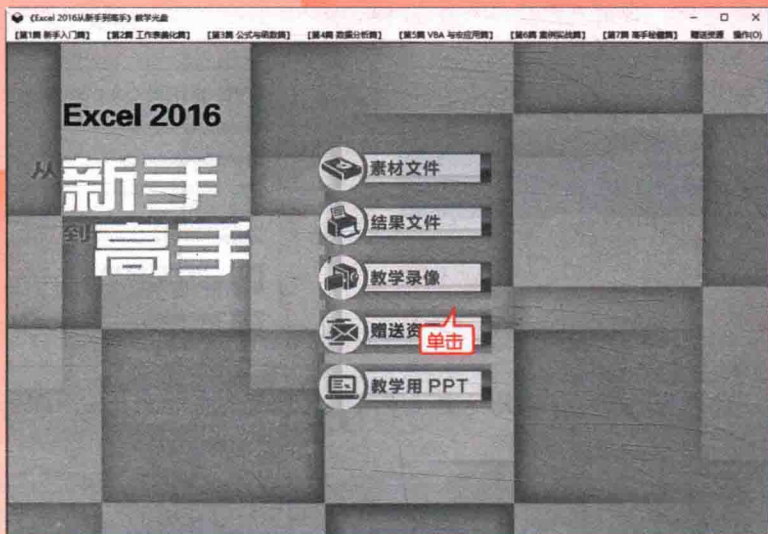 《Excel 2016从新手到高手》教学光盘
【第1篇 新手入门篇】 【第2篇 工作表美化篇】 【第3篇 公式与函数篇】 【第4篇 数据分析篇】 【第5篇 VBA 与宏应用篇】 【第6篇 案例实战篇】 【第7篇 高手秘籍篇】 赠送资源 操作(O)
Excel 2016
从
新手
到
高手
素材文件
结果文件
教学录像
赠送资
单击
教学用 PPT